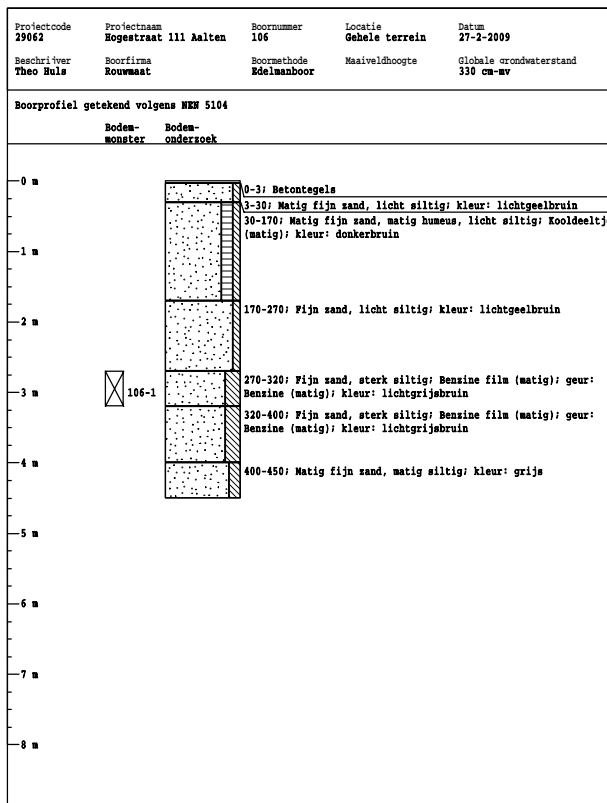 Projectcode Projectnaam Boornummer Locatie Datum
29062 Hogestraat 111 Aalten 106 Gehele terrein 27-2-2009
Beschrijver Boorfirma Boormethode Maaiveldhoogte Globale grondwaterstand
Theo Huls Rouwmaat Edelmanboor 330 cm-mv
Boorprofiel getekend volgens NEN 5104
Bodem- Bodem-
monster onderzoek
0 m
0-3; Betontegels
3-30; Matig fijn zand, licht siltig; kleur: lichtgeelbruin
30-170; Matig fijn zand, matig humeus, licht siltig; Kooldeeltje
(matig); kleur: donkerbruin
1 m
170-270; Fijn zand, licht siltig; kleur: lichtgeelbruin
2 m
270-320; Fijn zand, sterk siltig; Benzine film (matig); geur:
3 m 106-1 Benzine (matig); kleur: lichtgrijsbruin
320-400; Fijn zand, sterk siltig; Benzine film (matig); geur:
Benzine (matig); kleur: lichtgrijsbruin
4 m
400-450; Matig fijn zand, matig siltig; kleur: grijs
5 m
6 m
7 m
8 m